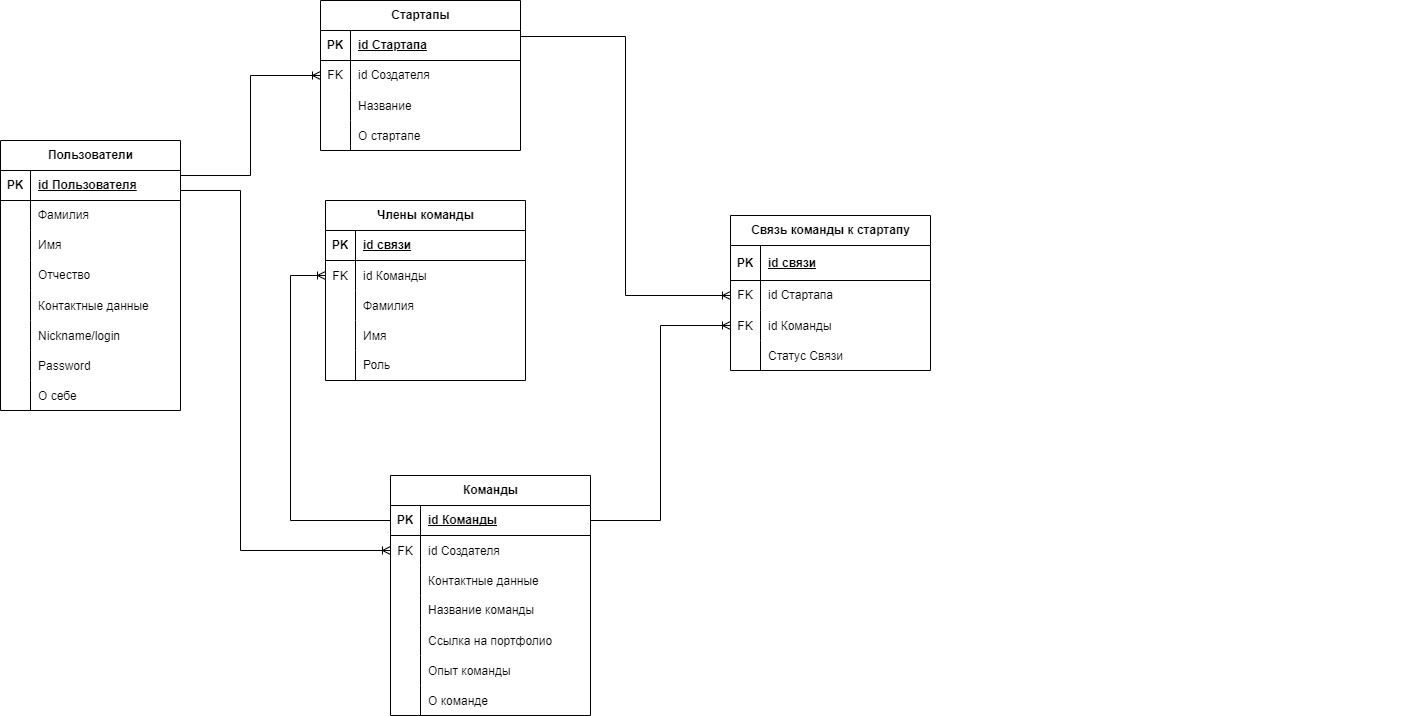 Стартапы
PK id Стартапа
FK id Создателя
Название
О стартапе
Пользователи
PK id Пользователя
Фамилия
Имя
Отчество
Контактные данные
Nickname/login
Password
О себе
Члены команды
PK id связи
FK id Команды
Фамилия
Имя
Роль
Связь команды к стартапу
PK id связи
FK id Стартапа
FK id Команды
Статус Связи
Команды
PK id Команды
FK id Создателя
Контактные данные
Название команды
Ссылка на портфолио
Опыт команды
О команде